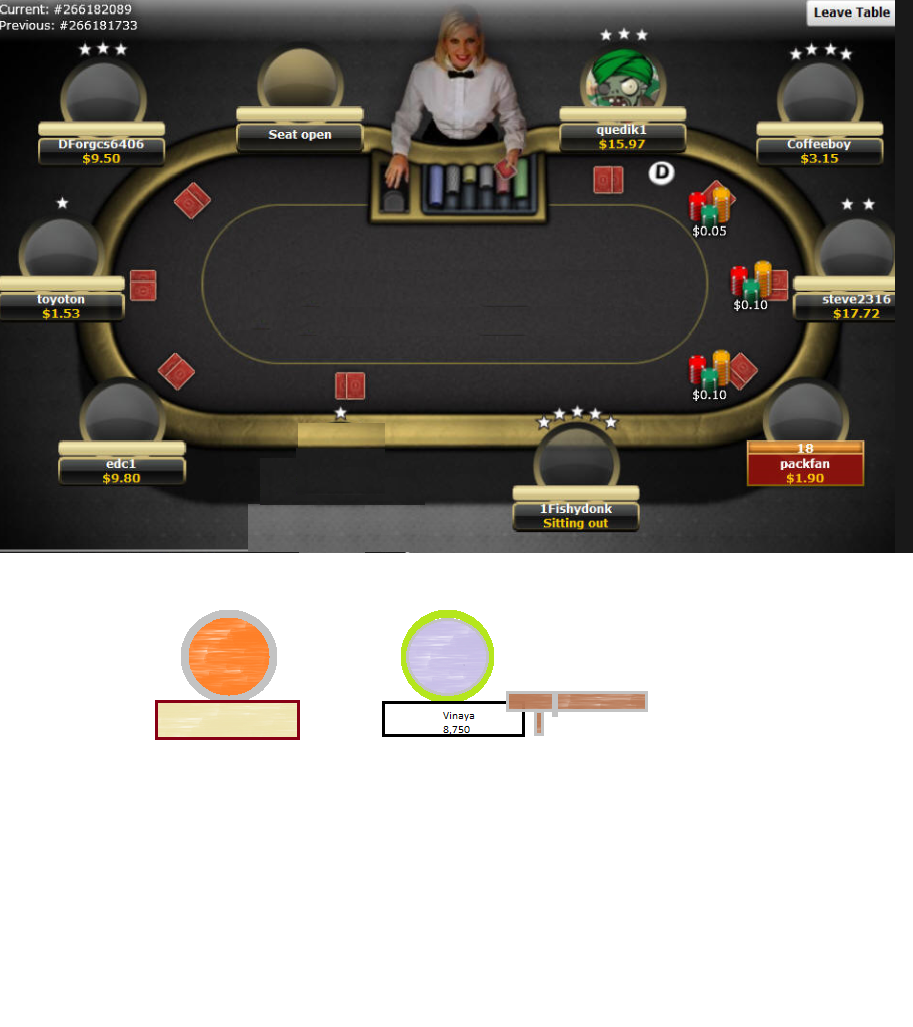 Current: #266182089
Previous: #266181733
Leave Table
DForgcs6406
$9.50
Seat open
quedik1
$15.97
Coffeeboy
$3.15
D
$0.05
toyoton
$1.53
$0.10
steve2316
$17.72
$0.10
edc1
$9.80
18
packfan
$1.90
1Fishydonk
Sitting out
Vinaya
8,750